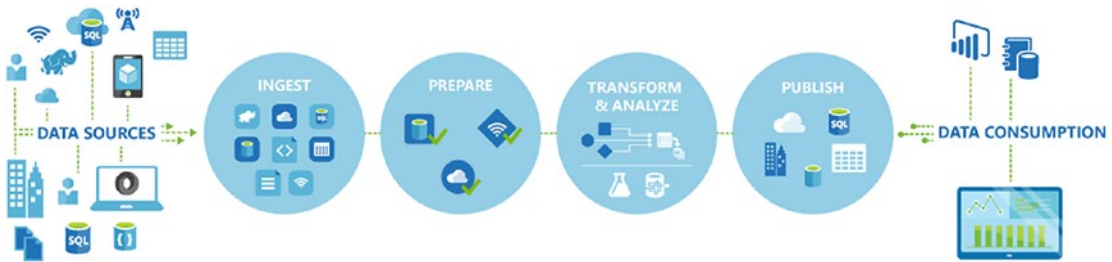 SQL
INGEST
PREPARE
TRANSFORM
& ANALYZE
PUBLISH
SQL
SQL
DATA SOURCES
DATA CONSUMPTION
SQL